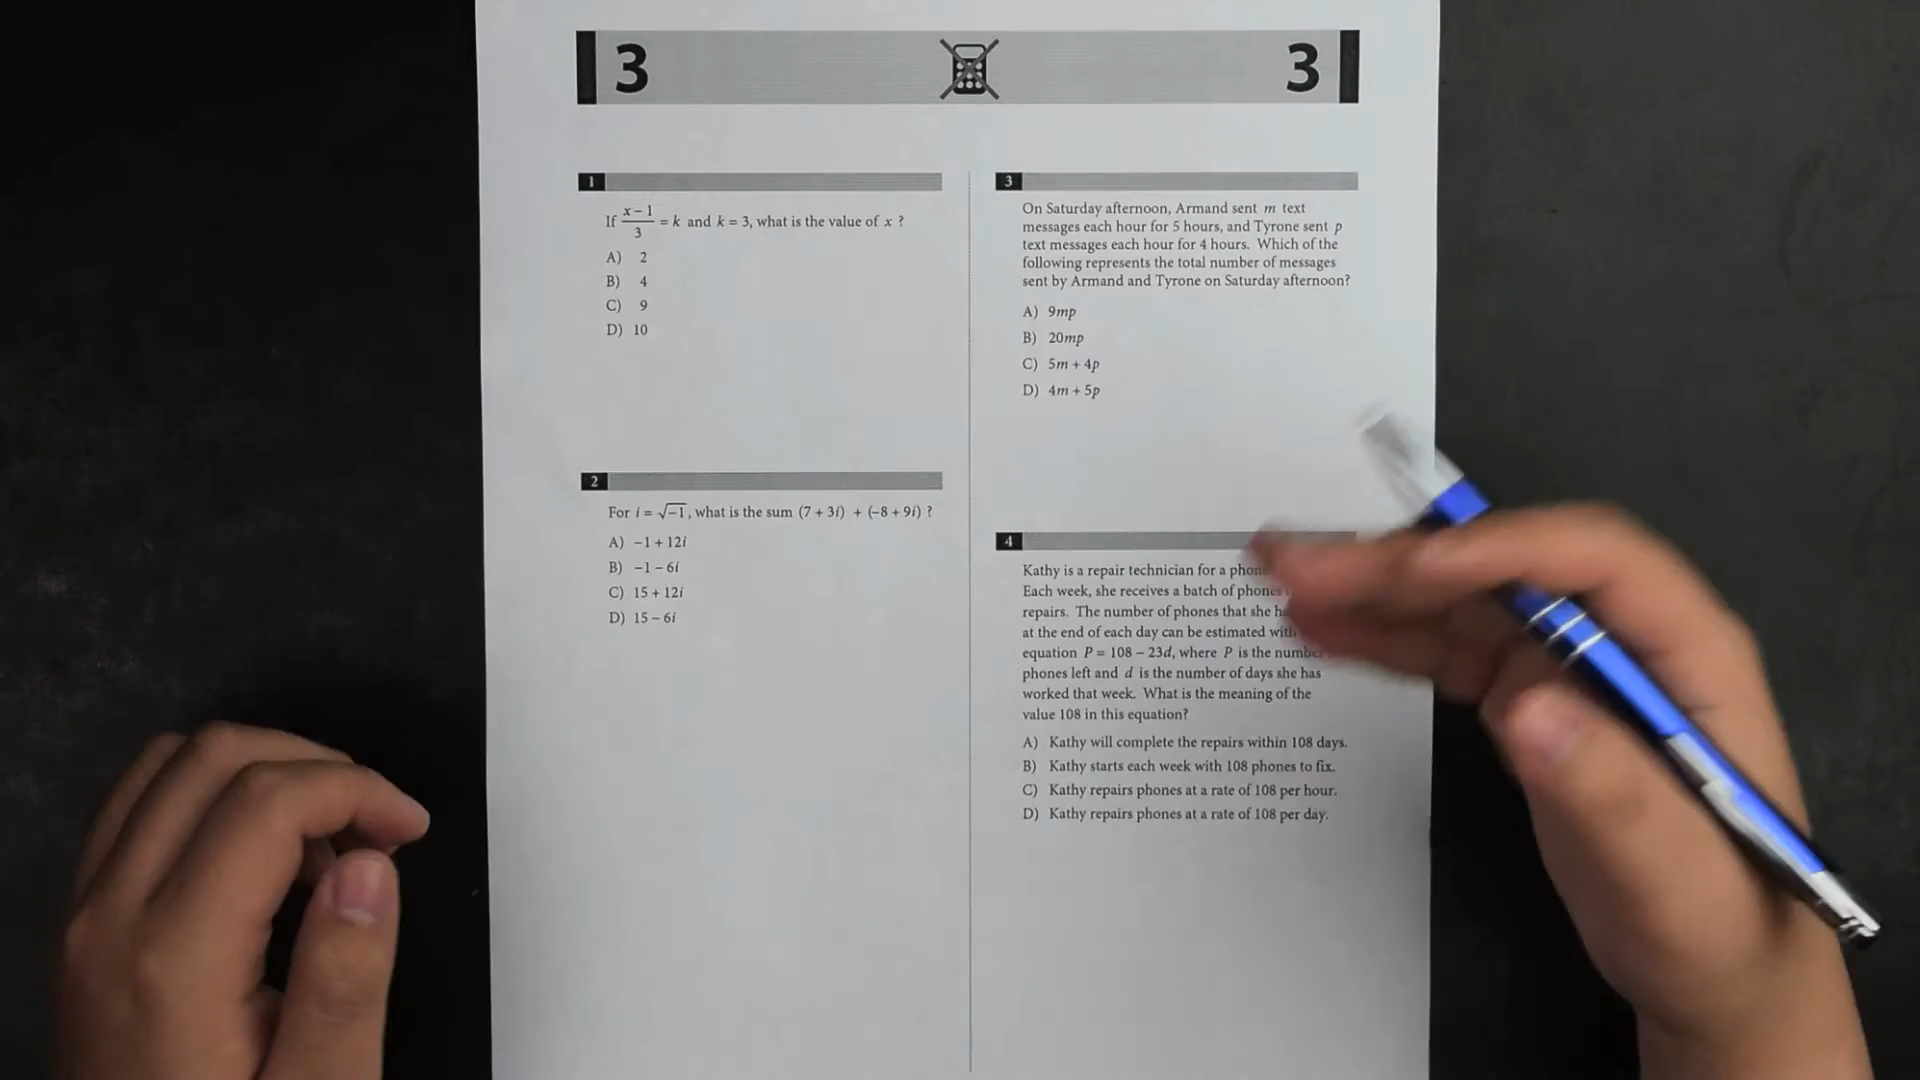 3 3
1
If x – 1 / 3 = k and k = 3, what is the value of x ?
A) 2
B) 4
C) 9
D) 10
2
For i = √–1, what is the sum (7 + 3i) + (–8 + 9i) ?
A) –1 + 12i
B) –1 – 6i
C) 15 + 12i
D) 15 – 6i
3
On Saturday afternoon, Armand sent m text
messages each hour for 5 hours, and Tyrone sent p
text messages each hour for 4 hours. Which of the
following represents the total number of messages
sent by Armand and Tyrone on Saturday afternoon?
A) 9mp
B) 20mp
C) 5m + 4p
D) 4m + 5p
4
Kathy is a repair technician for a phon
Each week, she receives a batch of phones
repairs. The number of phones that she h
at the end of each day can be estimated with
equation P = 108 – 23d, where P is the numbe
phones left and d is the number of days she has
worked that week. What is the meaning of the
value 108 in this equation?
A) Kathy will complete the repairs within 108 days.
B) Kathy starts each week with 108 phones to fix.
C) Kathy repairs phones at a rate of 108 per hour.
D) Kathy repairs phones at a rate of 108 per day.